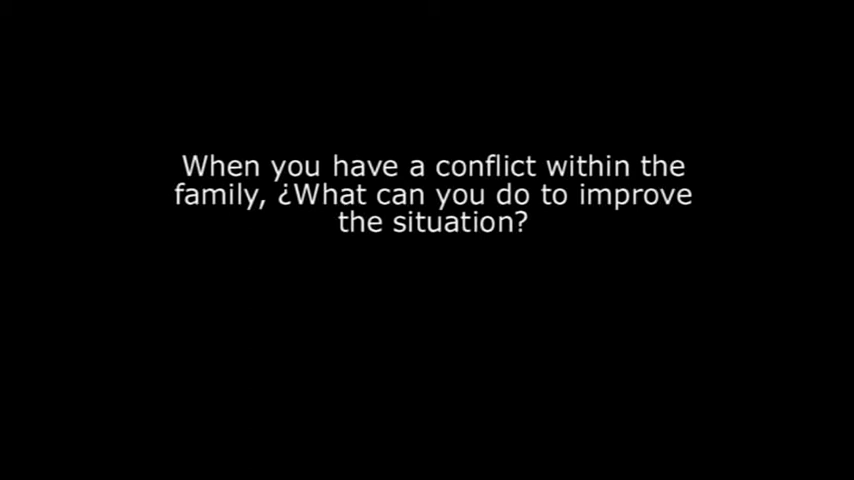 When you have a conflict within the
family, ¿What can you do to improve
the situation?